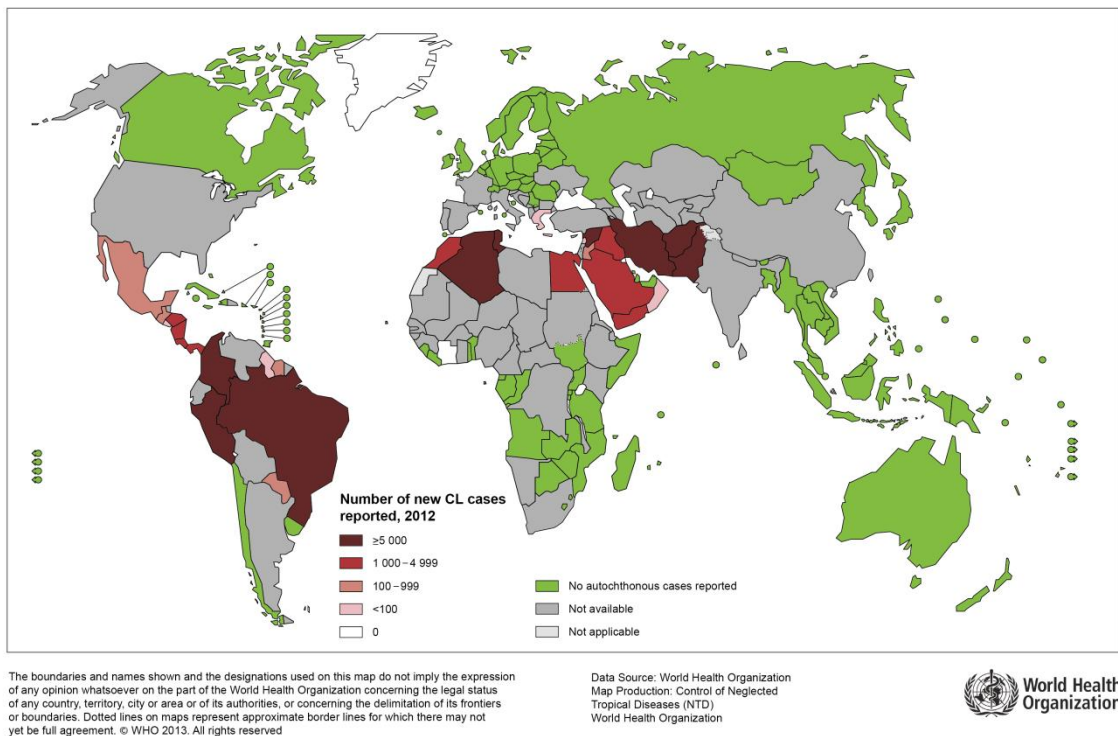 Number of new CL cases
reported, 2012
≥5 000
1 000–4 999
100–999
<100
0
No autochthonous cases reported
Not available
Not applicable
The boundaries and names shown and the designations used on this map do not imply the expression
of any opinion whatsoever on the part of the World Health Organization concerning the legal status
of any country, territory, city or area or of its authorities, or concerning the delimitation of its frontiers
or boundaries. Dotted lines on maps represent approximate border lines for which there may not
yet be full agreement. © WHO 2013. All rights reserved
Data Source: World Health Organization
Map Production: Control of Neglected
Tropical Diseases (NTD)
World Health Organization
World Health
Organization